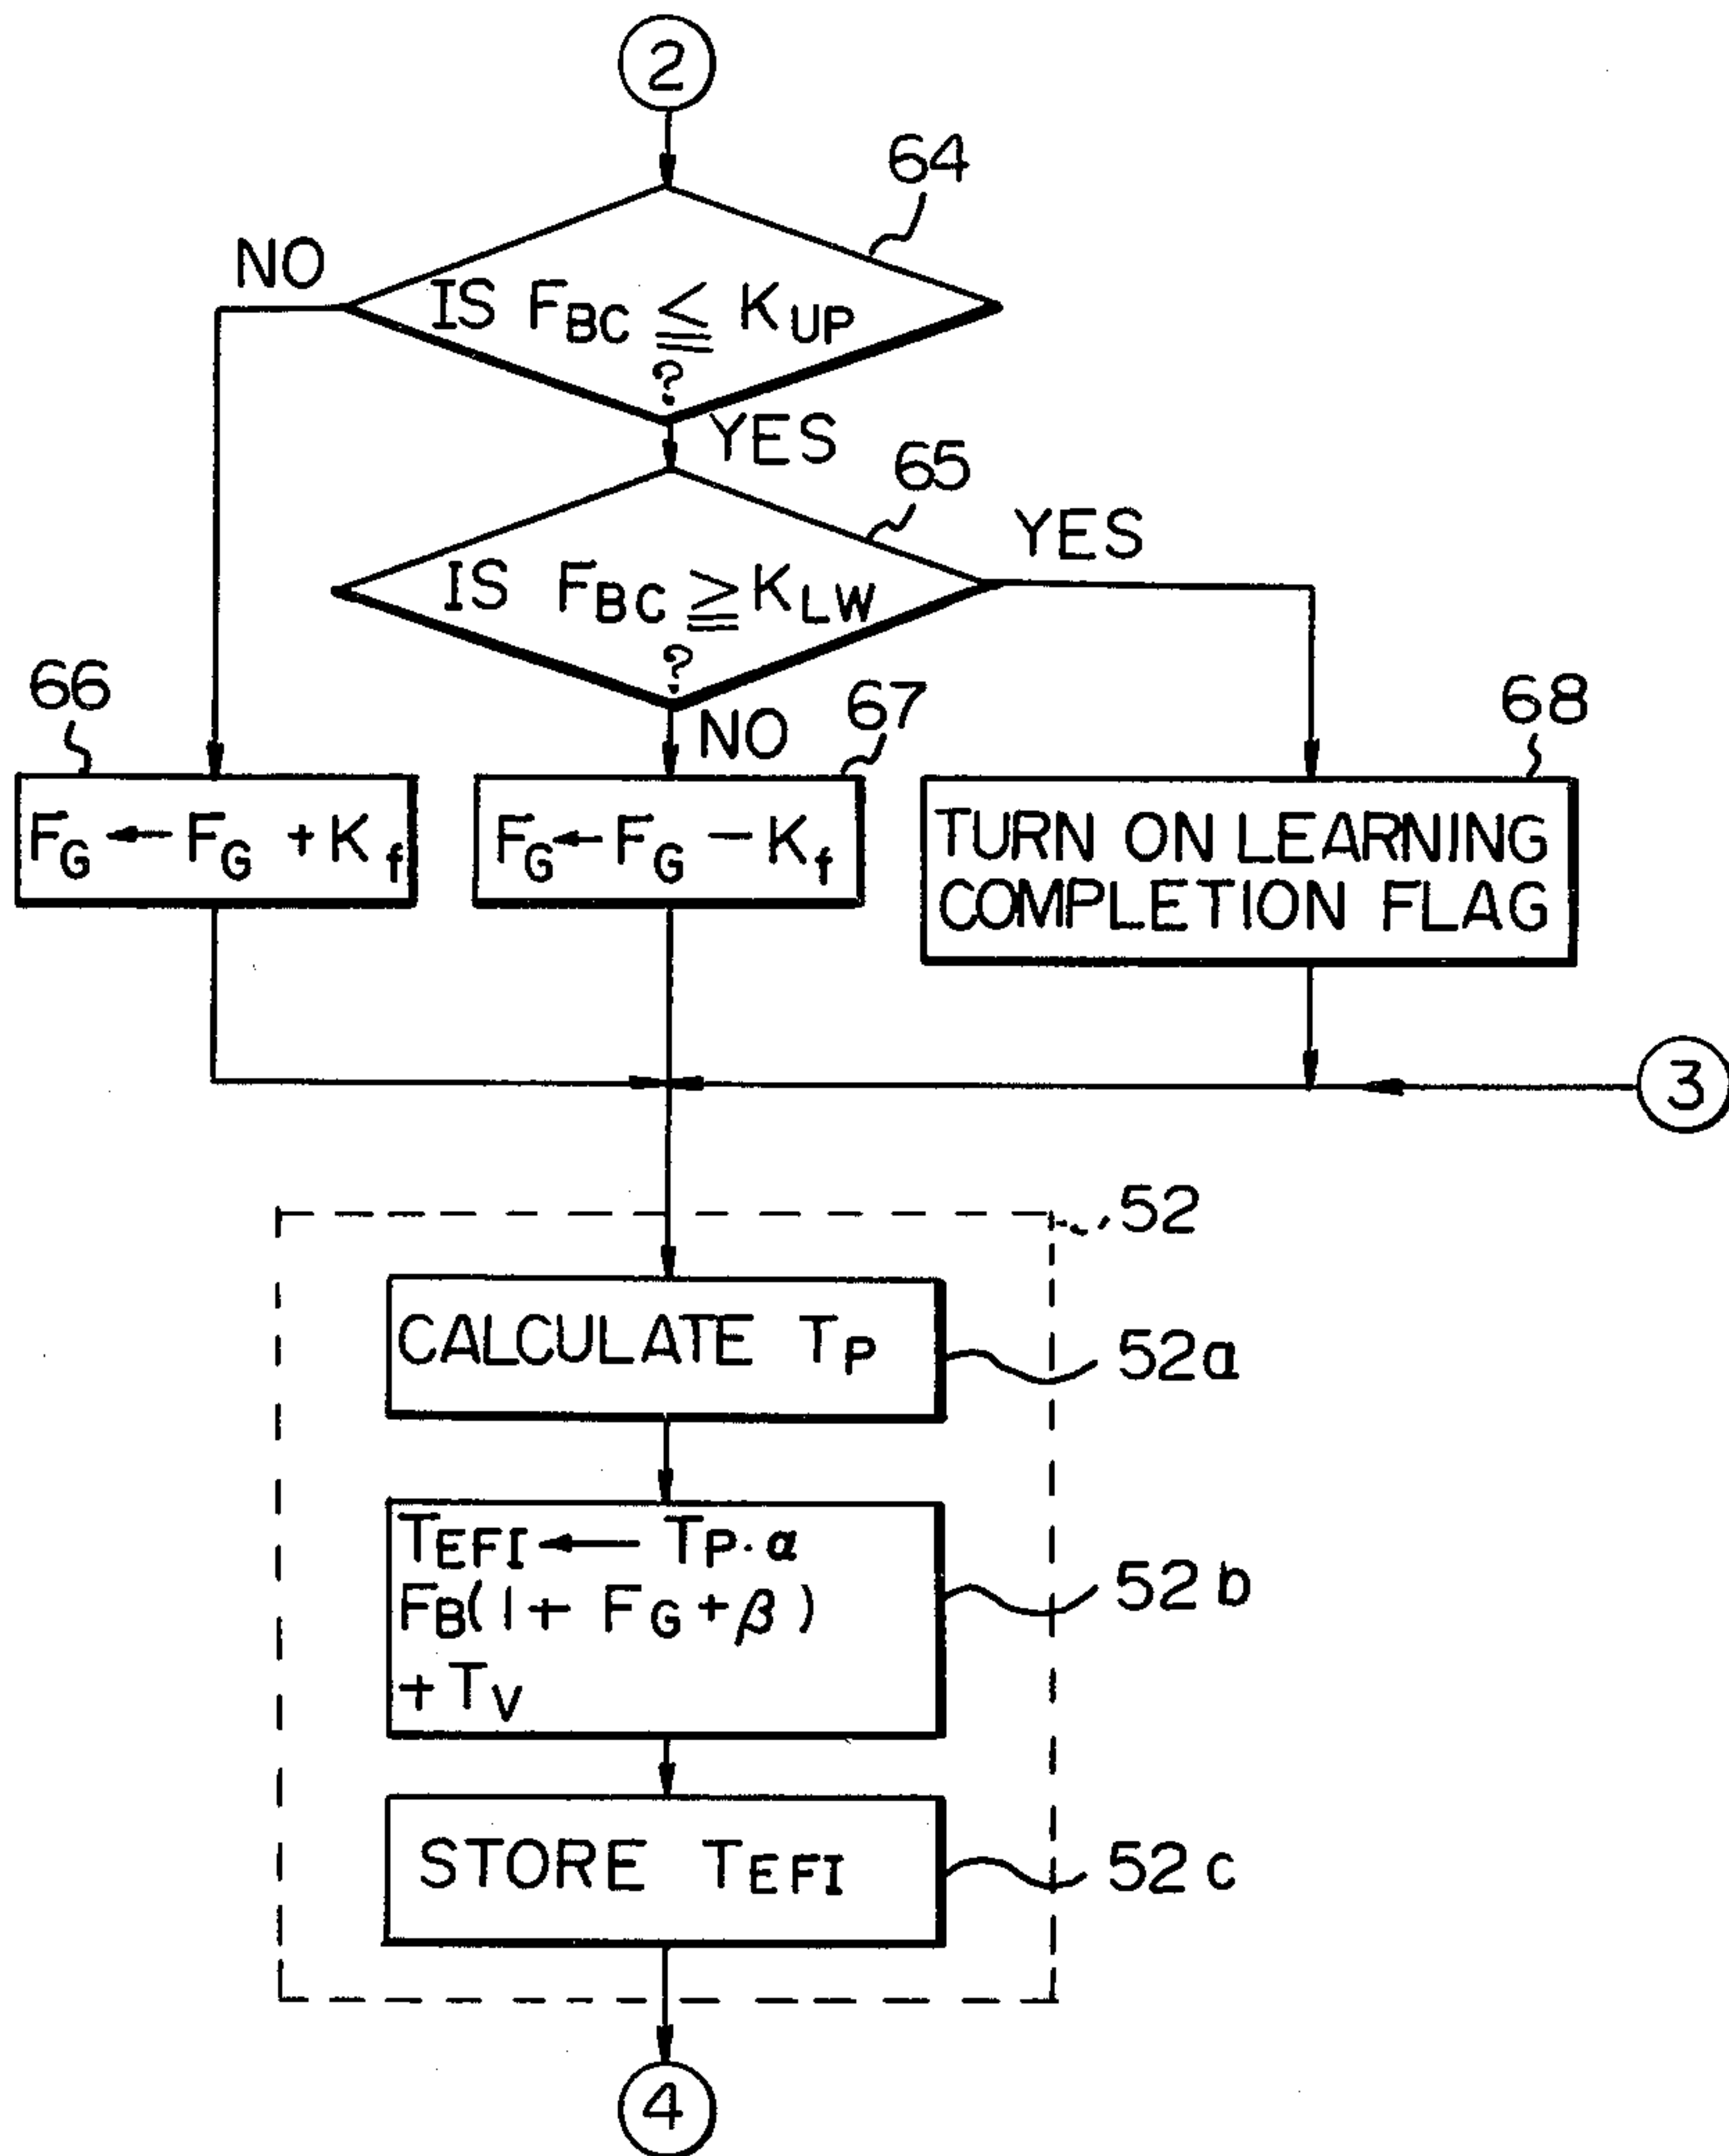 2
64
NO
IS FBC ≦ KUP
?
YES
65
YES
IS FBC ≧ KLW
?
66
NO
67
68
FG ← FG + Kf
FG ← FG − Kf
TURN ON LEARNING
COMPLETION FLAG
3
52
CALCULATE TP
52a
TEFI ← TP·α
FB(1+ FG+β)
+TV
52b
STORE TEFI
52c
4